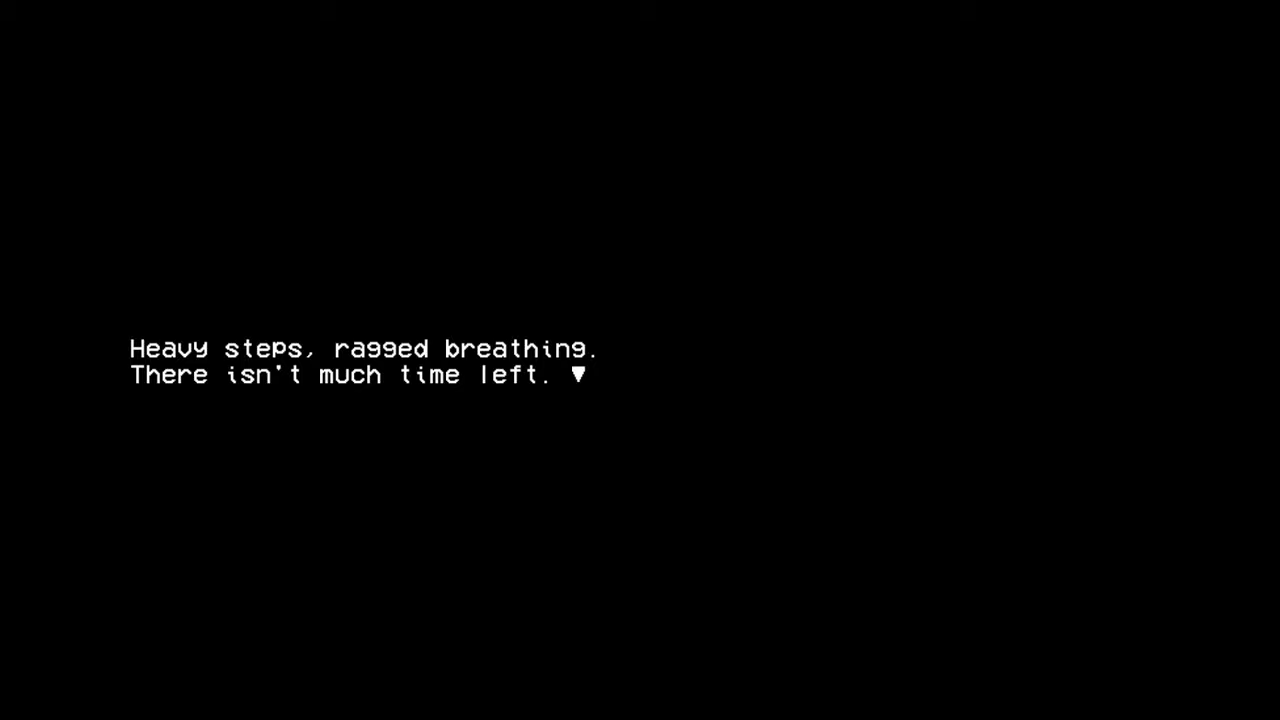 Heavy steps, ragged breathing.
There isn't much time left. ▼